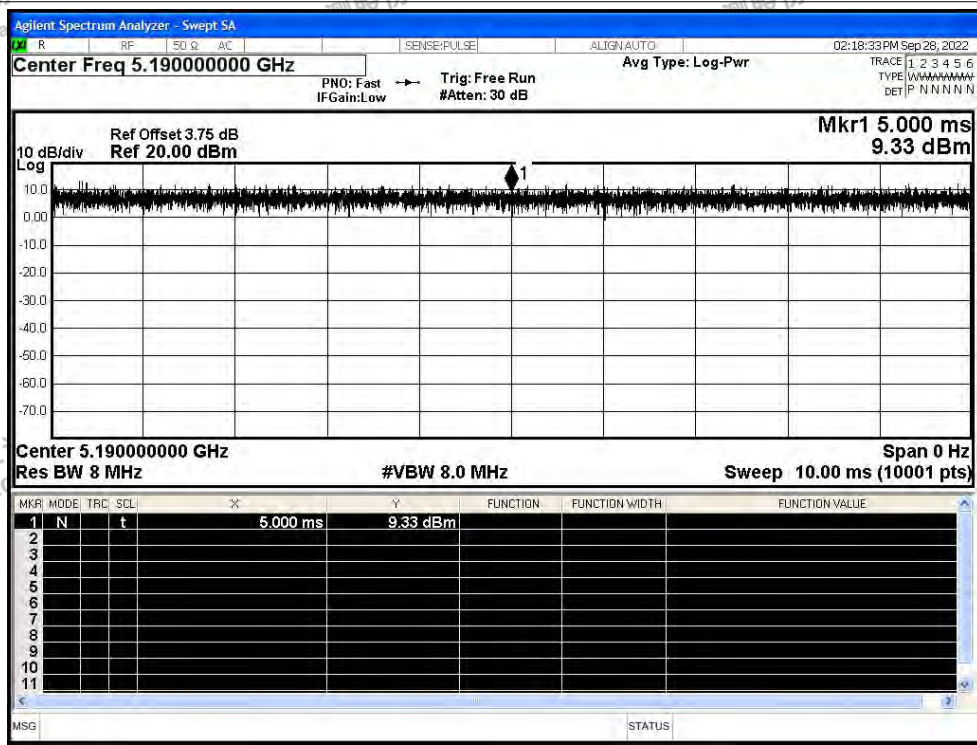 Agilent Spectrum Analyzer - Swept SA
R RF 50 Ω AC SENSE:PULSE ALIGN AUTO 02:18:33 PM Sep 28, 2022
Center Freq 5.190000000 GHz
PNO: Fast
IFGain:Low
Trig: Free Run
#Atten: 30 dB
Avg Type: Log-Pwr
TRACE 1 2 3 4 5 6
TYPE
DET P N N N N N
Mkr1 5.000 ms
9.33 dBm
Ref Offset 3.75 dB
10 dB/div Ref 20.00 dBm
Log
1
10.0
0.00
-10.0
-20.0
-30.0
-40.0
-50.0
-60.0
-70.0
Center 5.190000000 GHz Span 0 Hz
Res BW 8 MHz #VBW 8.0 MHz Sweep 10.00 ms (10001 pts)
MKR MODE TRC SCL X Y FUNCTION FUNCTION WIDTH FUNCTION VALUE
1 N t 5.000 ms 9.33 dBm
2
3
4
5
6
7
8
9
10
11
MSG STATUS